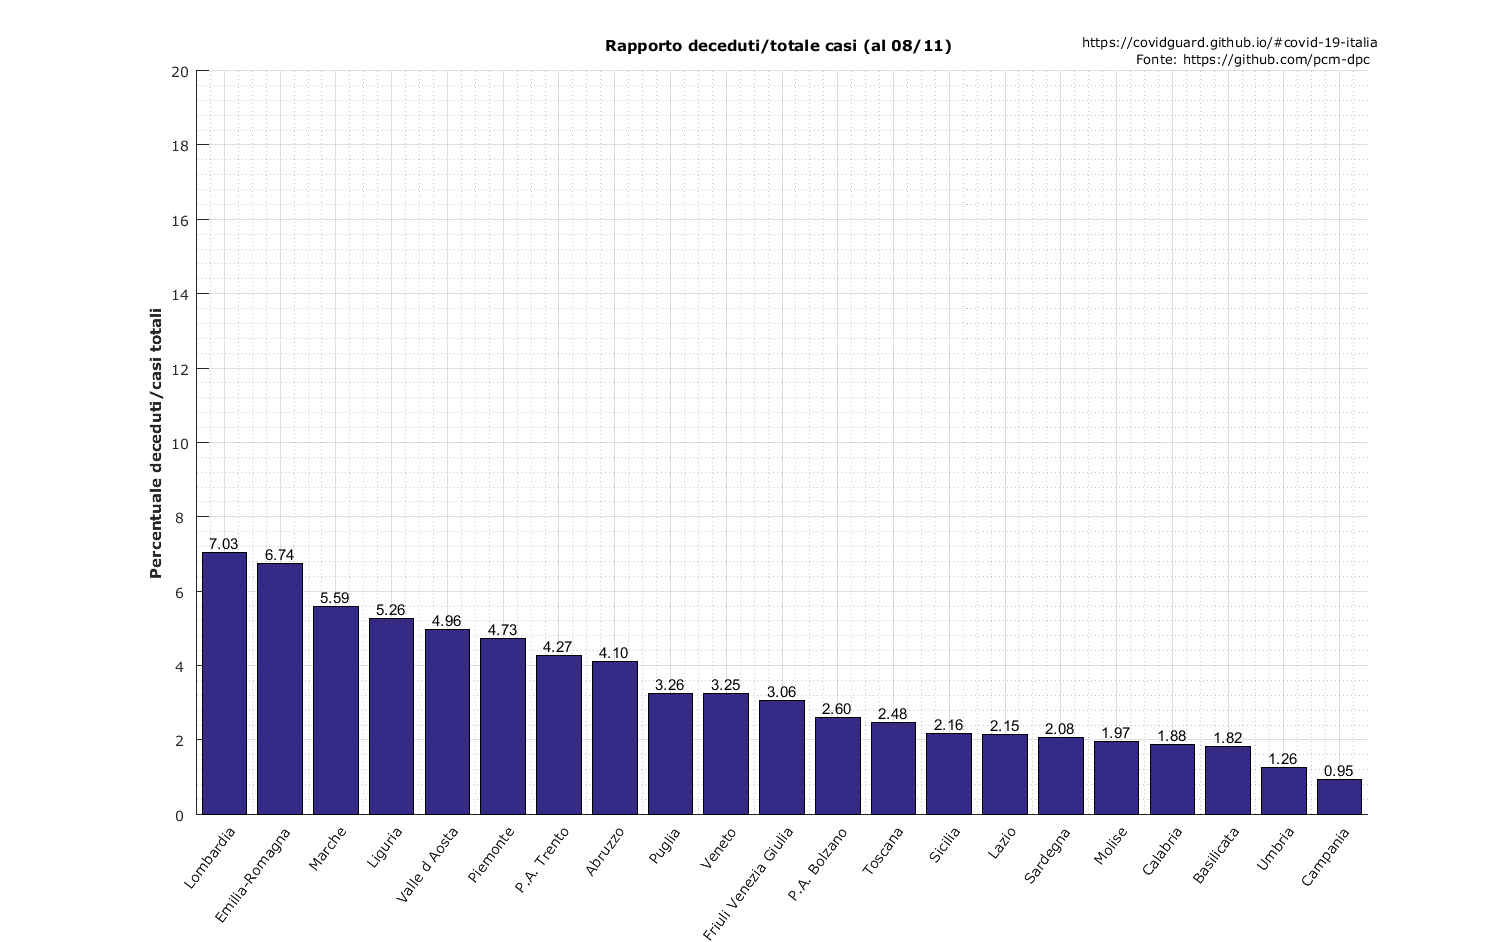 Rapporto deceduti/totale casi (al 08/11)
https://covidguard.github.io/#covid-19-italia
Fonte: https://github.com/pcm-dpc
Percentuale deceduti/casi totali
20
18
16
14
12
10
8
6
4
2
0
7.03
6.74
5.59
5.26
4.96
4.73
4.27
4.10
3.26
3.25
3.06
2.60
2.48
2.16
2.15
2.08
1.97
1.88
1.82
1.26
0.95
Lombardia
Emilia-Romagna
Marche
Liguria
Valle d Aosta
Piemonte
P.A. Trento
Abruzzo
Puglia
Veneto
Friuli Venezia Giulia
P.A. Bolzano
Toscana
Sicilia
Lazio
Sardegna
Molise
Calabria
Basilicata
Umbria
Campania